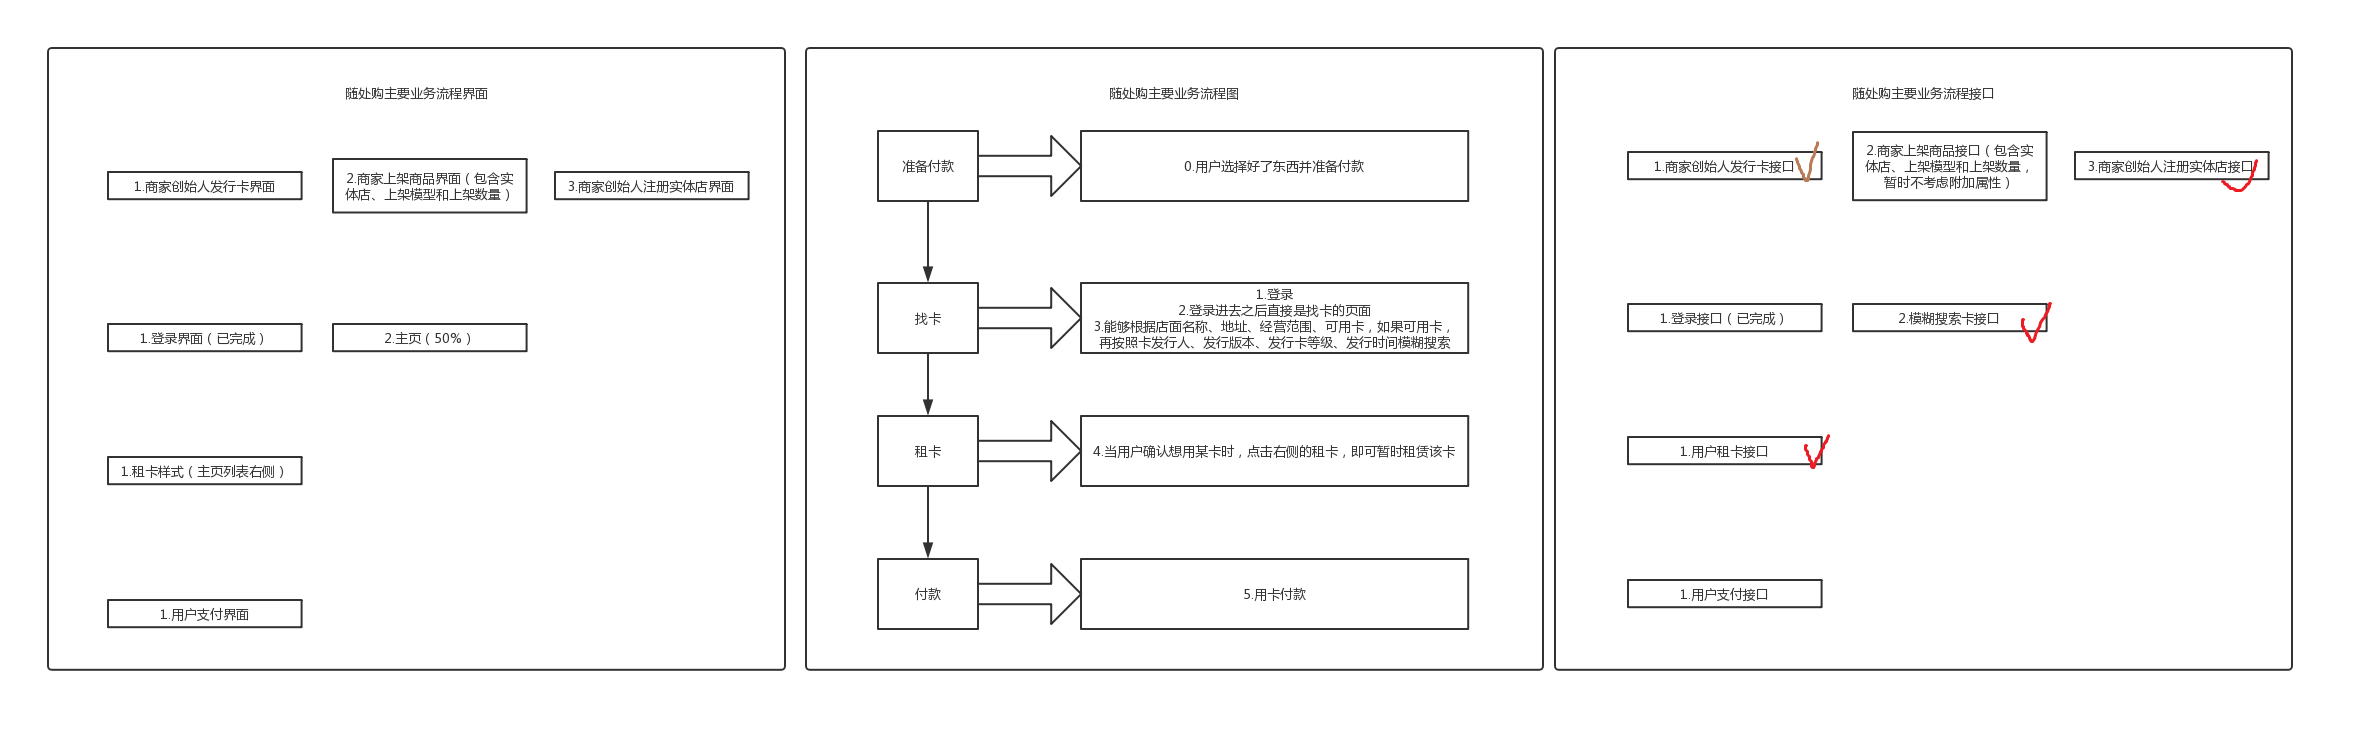 随处购主要业务流程界面
1.商家创始人发行卡界面
2.商家上架商品界面（包含实
体店、上架模型和上架数量）
3.商家创始人注册实体店界面
1.登录界面（已完成）
2.主页（50%）
1.租卡样式（主页列表右侧）
1.用户支付界面
随处购主要业务流程图
准备付款
0.用户选择好了东西并准备付款
找卡
1.登录
2.登录进去之后直接是找卡的页面
3.能够根据店面名称、地址、经营范围、可用卡，如果可用卡，
再按照卡发行人、发行版本、发行卡等级、发行时间模糊搜索
租卡
4.当用户确认想用某卡时，点击右侧的租卡，即可暂时租赁该卡
付款
5.用卡付款
随处购主要业务流程接口
1.商家创始人发行卡接口
2.商家上架商品接口（包含实
体店、上架模型和上架数量，
暂时不考虑附加属性）
3.商家创始人注册实体店接口
1.登录接口（已完成）
2.模糊搜索卡接口
1.用户租卡接口
1.用户支付接口